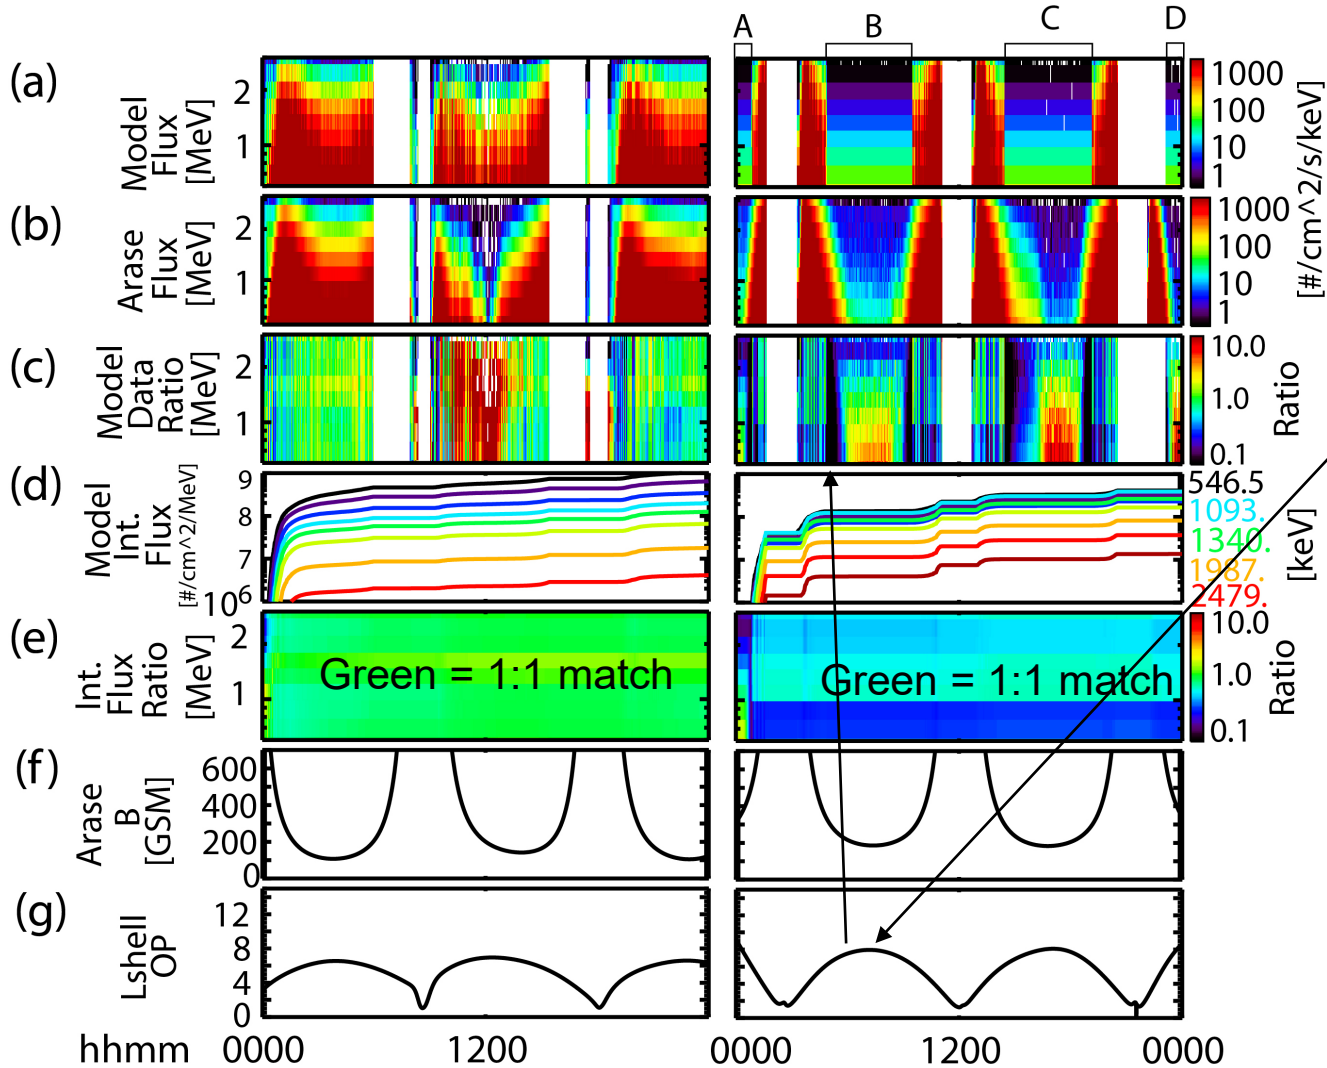 A B C D
(a)
Model
Flux
[MeV]
2
1
1000
100
10
1
(b)
Arase
Flux
[MeV]
2
1
1000
100
10
1
[#/cm^2/s/keV]
(c)
Model
Data
Ratio
[MeV]
2
1
10.0
1.0
0.1
Ratio
(d)
Model
Int.
Flux
[#/cm^2/MeV]
9
8
7
10^6
546.5
1093.
1340.
1987.
2479.
[keV]
(e)
Int.
Flux
Ratio
[MeV]
2
1
Green = 1:1 match
Green = 1:1 match
10.0
1.0
0.1
Ratio
(f)
Arase
B
[GSM]
600
400
200
0
(g)
Lshell
OP
12
8
4
0
hhmm 0000 1200 0000 1200 0000